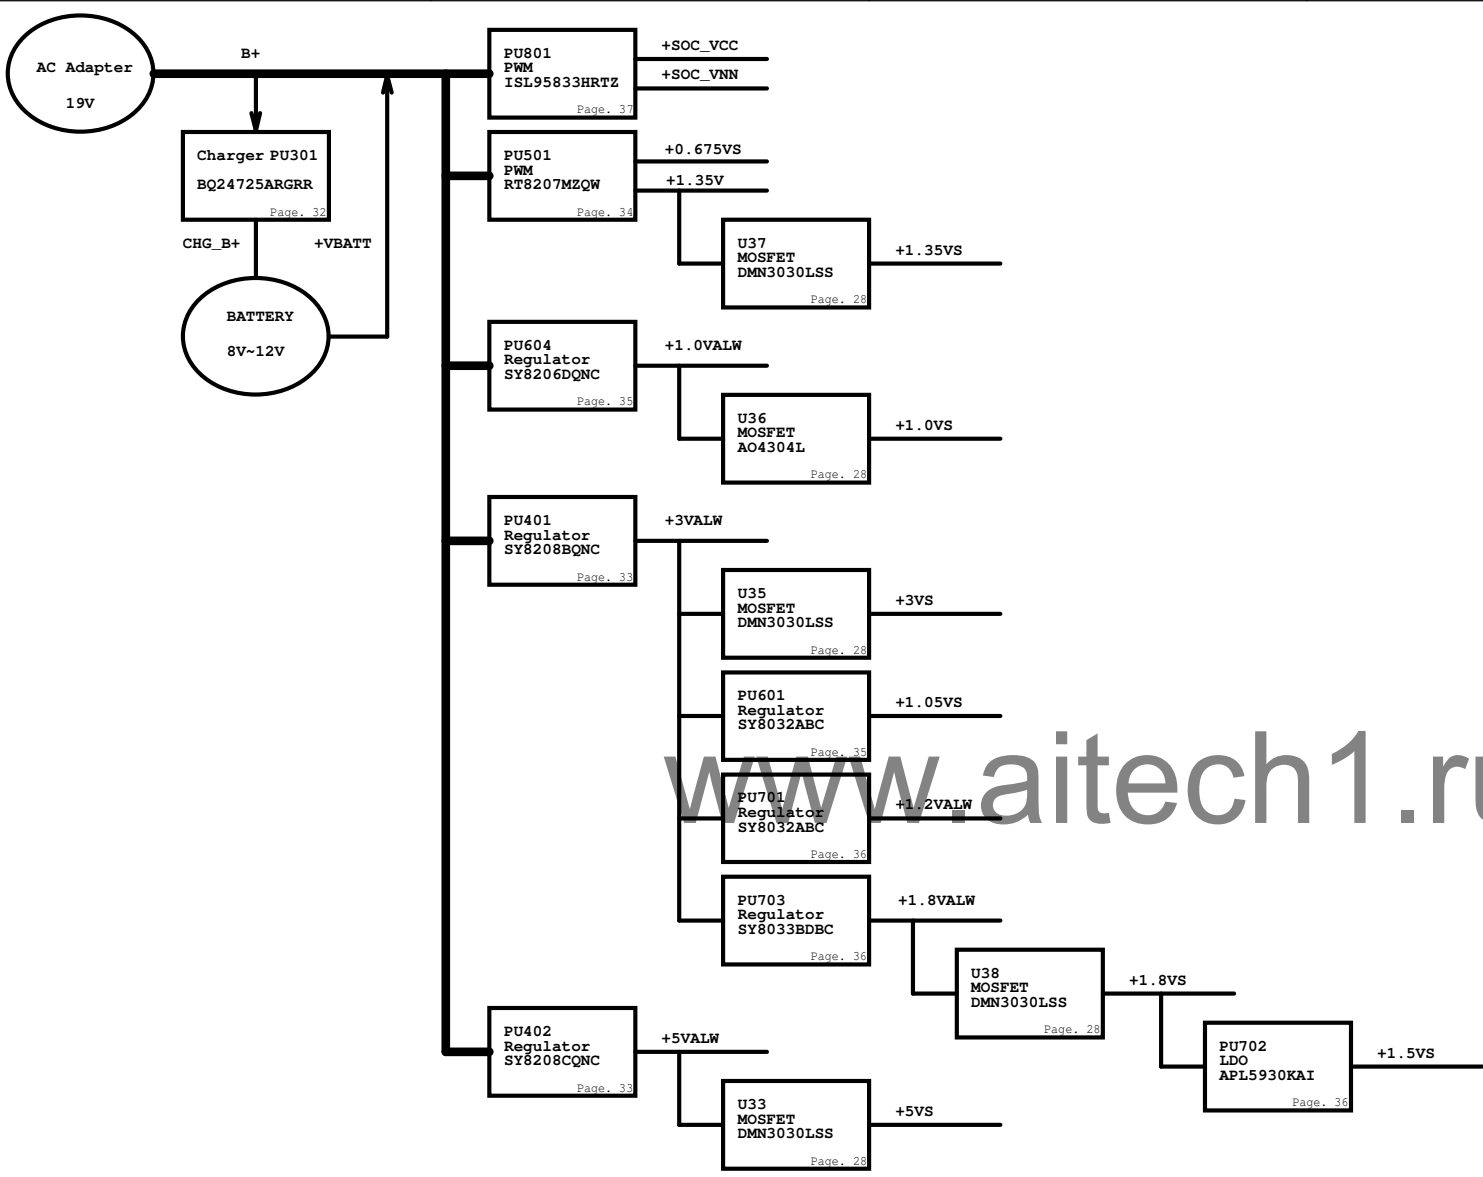 AC Adapter
19V
B+
Charger PU301
BQ24725ARGRR
Page. 32
CHG_B+
+VBATT
BATTERY
8V~12V
PU801
PWM
ISL95833HRTZ
Page. 37
+SOC_VCC
+SOC_VNN
PU501
PWM
RT8207MZQW
Page. 34
+0.675VS
+1.35V
U37
MOSFET
DMN3030LSS
Page. 28
+1.35VS
PU604
Regulator
SY8206DQNC
Page. 35
+1.0VALW
U36
MOSFET
AO4304L
Page. 28
+1.0VS
PU401
Regulator
SY8208BQNC
Page. 33
+3VALW
U35
MOSFET
DMN3030LSS
Page. 28
+3VS
PU601
Regulator
SY8032ABC
Page. 35
+1.05VS
www.aitech1.ru
PU701
Regulator
SY8032ABC
Page. 36
+1.2VALW
PU703
Regulator
SY8033BDBC
Page. 36
+1.8VALW
U38
MOSFET
DMN3030LSS
Page. 28
+1.8VS
PU702
LDO
APL5930KAI
Page. 36
+1.5VS
PU402
Regulator
SY8208CQNC
Page. 33
+5VALW
U33
MOSFET
DMN3030LSS
Page. 28
+5VS